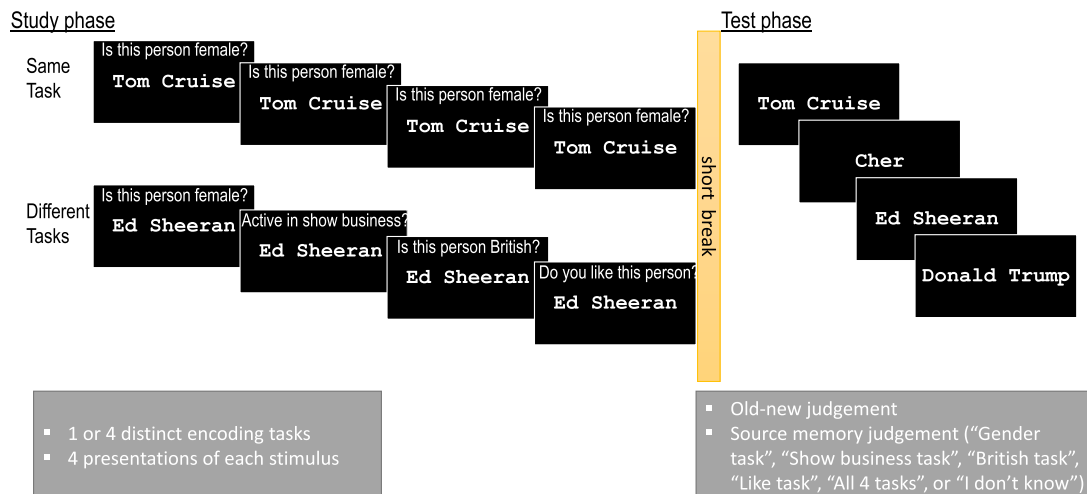 Study phase
Test phase
Same
Task
Is this person female?
Tom Cruise
Is this person female?
Tom Cruise
Is this person female?
Tom Cruise
Is this person female?
Tom Cruise
Different
Tasks
Is this person female?
Ed Sheeran
Active in show business?
Ed Sheeran
Is this person British?
Ed Sheeran
Do you like this person?
Ed Sheeran
short break
Tom Cruise
Cher
Ed Sheeran
Donald Trump
▪ 1 or 4 distinct encoding tasks
▪ 4 presentations of each stimulus
▪ Old-new judgement
▪ Source memory judgement (“Gender
task”, “Show business task”, “British task”,
“Like task”, “All 4 tasks”, or “I don’t know”)